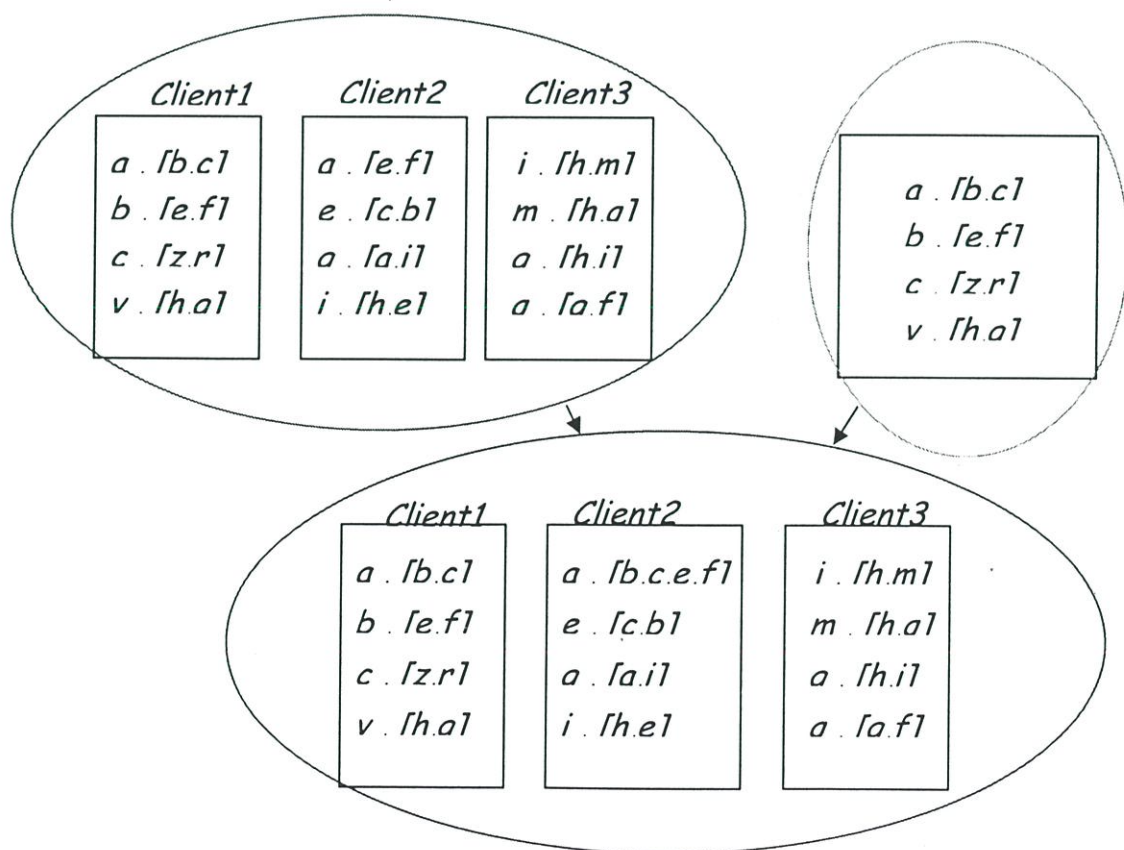 Client1
a . [b.c]
b . [e.f]
c . [z.r]
v . [h.a]
Client2
a . [e.f]
e . [c.b]
a . [a.i]
i . [h.e]
Client3
i . [h.m]
m . [h.a]
a . [h.i]
a . [a.f]
a . [b.c]
b . [e.f]
c . [z.r]
v . [h.a]
Client1
a . [b.c]
b . [e.f]
c . [z.r]
v . [h.a]
Client2
a . [b.c.e.f]
e . [c.b]
a . [a.i]
i . [h.e]
Client3
i . [h.m]
m . [h.a]
a . [h.i]
a . [a.f]